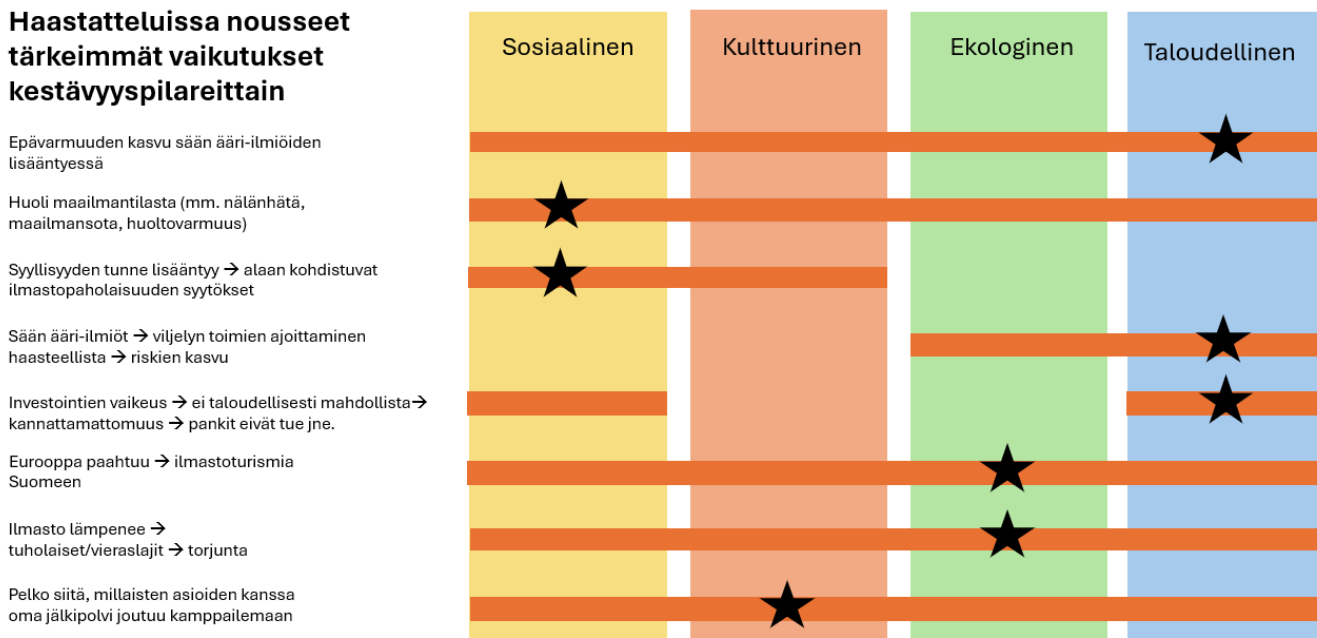 Haastatteluissa nousseet
tärkeimmät vaikutukset
kestävyyspilareittain
Sosiaalinen
Kulttuurinen
Ekologinen
Taloudellinen
Epävarmuuden kasvu sään ääri-ilmiöiden
lisääntyessä
Huoli maailmantilasta (mm. nälänhätä,
maailmansota, huoltovarmuus)
Syyllisyyden tunne lisääntyy → alaan kohdistuvat
ilmastopaholaisuuden syytökset
Sään ääri-ilmiöt → viljelyn toimien ajoittaminen
haasteellista → riskien kasvu
Investointien vaikeus → ei taloudellisesti mahdollista→
kannattamattomuus → pankit eivät tue jne.
Eurooppa paahtuu → ilmastoturismia
Suomeen
Ilmasto lämpenee →
tuholaiset/vieraslajit → torjunta
Pelko siitä, millaisten asioiden kanssa
oma jälkipolvi joutuu kamppailemaan